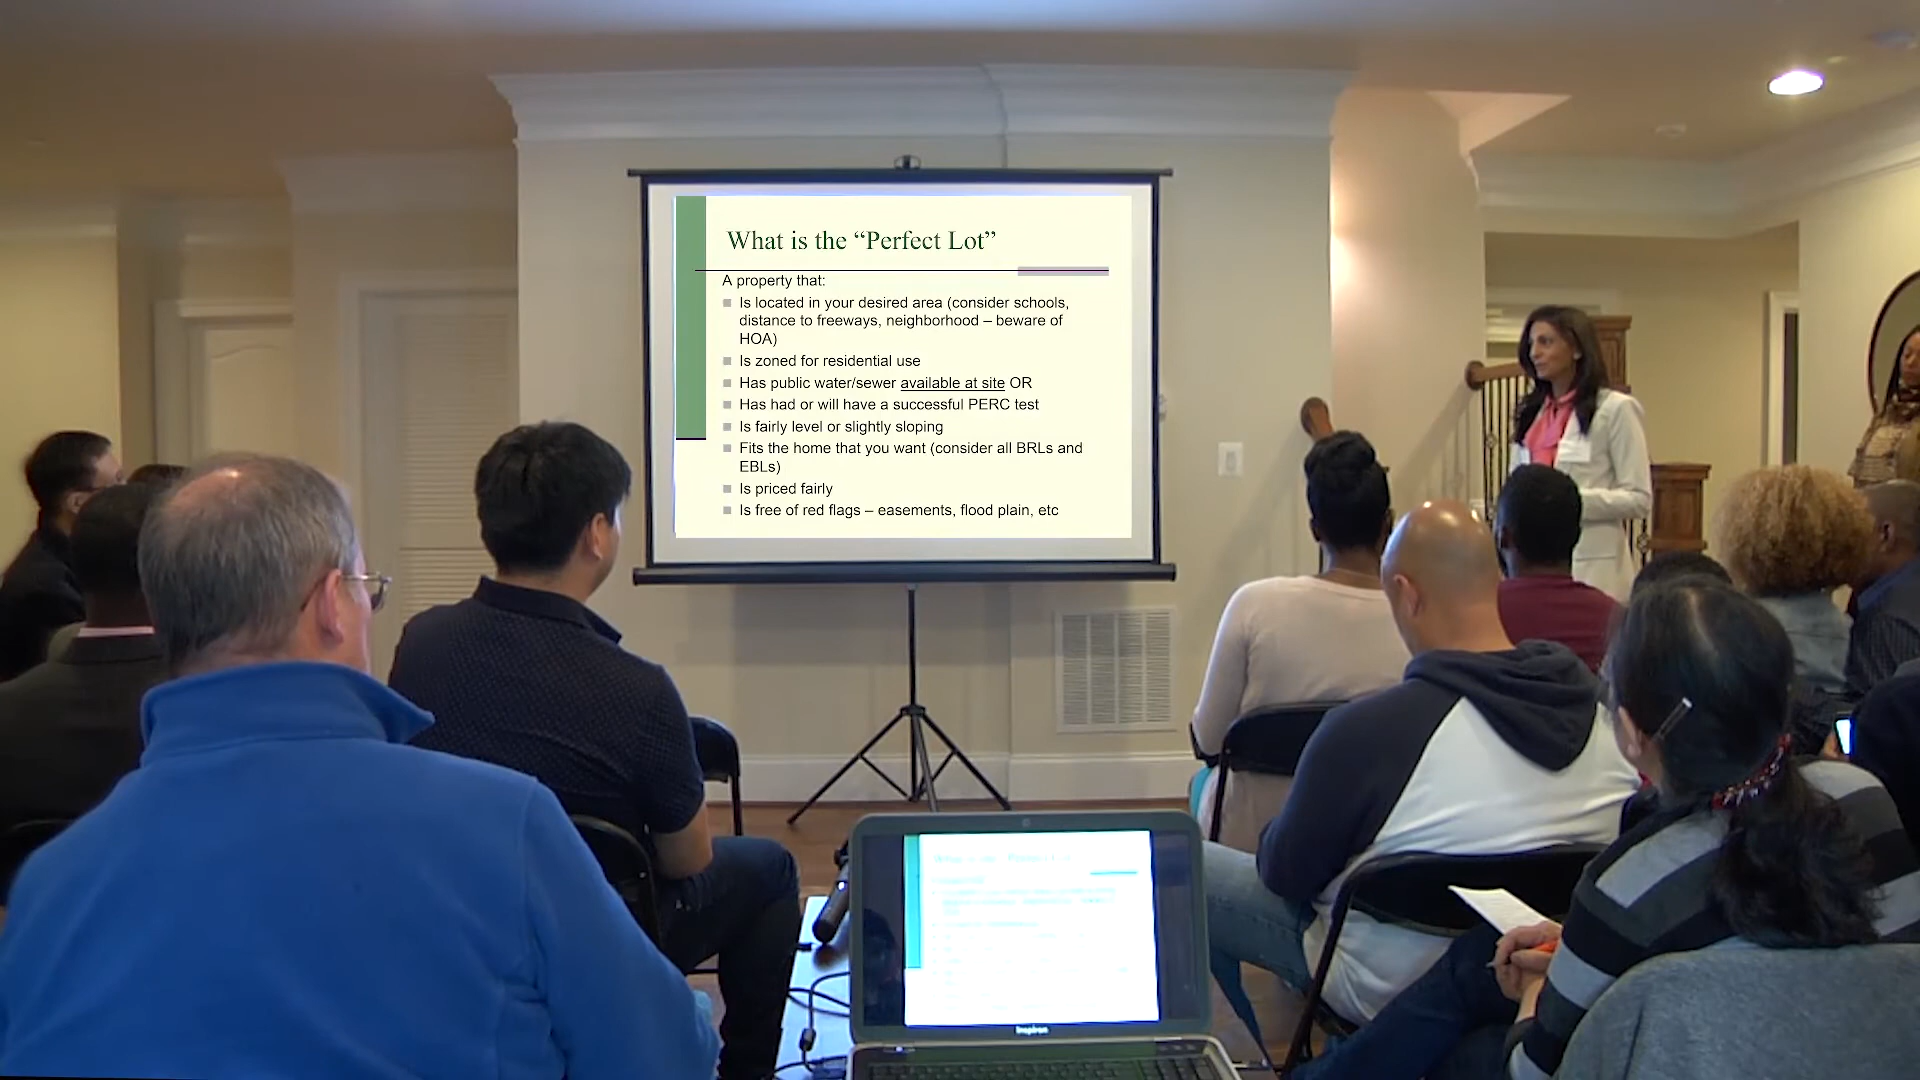 What is the “Perfect Lot”
A property that:
Is located in your desired area (consider schools,
distance to freeways, neighborhood – beware of
HOA)
Is zoned for residential use
Has public water/sewer available at site OR
Has had or will have a successful PERC test
Is fairly level or slightly sloping
Fits the home that you want (consider all BRLs and
EBLs)
Is priced fairly
Is free of red flags – easements, flood plain, etc
Inspiron